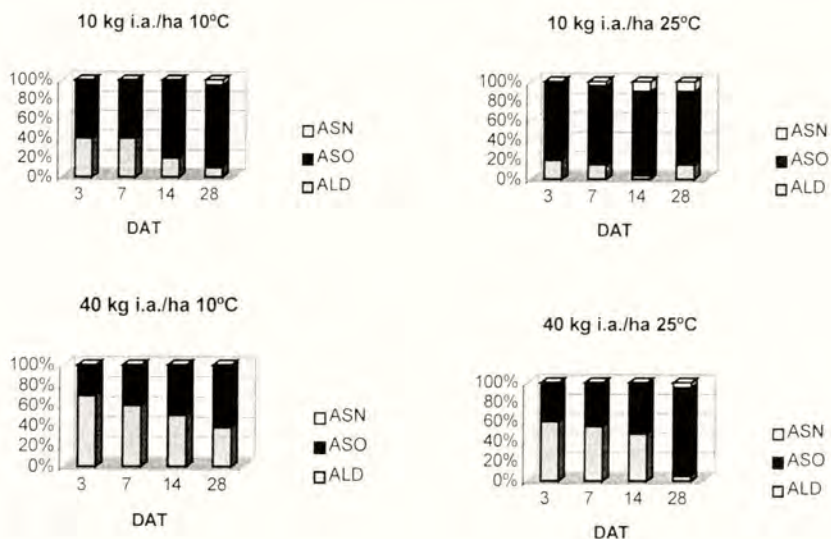 10 kg i.a./ha 10ºC
100%
80%
60%
40%
20%
0%
3 7 14 28
DAT
ASN
ASO
ALD
10 kg i.a./ha 25ºC
100%
80%
60%
40%
20%
0%
3 7 14 28
DAT
ASN
ASO
ALD
40 kg i.a./ha 10ºC
100%
80%
60%
40%
20%
0%
3 7 14 28
DAT
ASN
ASO
ALD
40 kg i.a./ha 25ºC
100%
80%
60%
40%
20%
0%
3 7 14 28
DAT
ASN
ASO
ALD